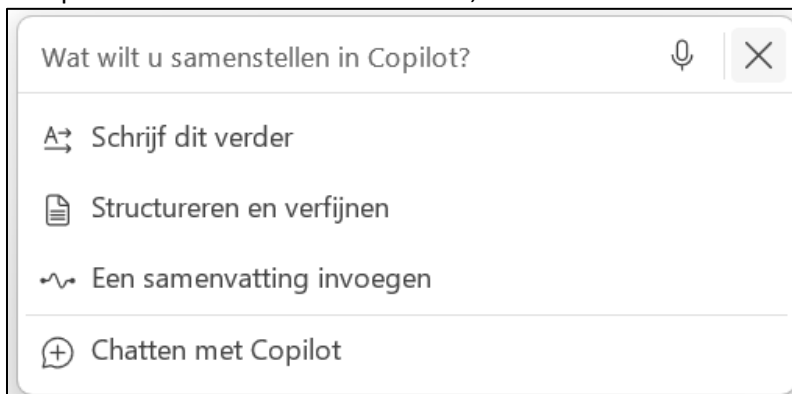 Wat wilt u samenstellen in Copilot?
Schrijf dit verder
Structureren en verfijnen
Een samenvatting invoegen
Chatten met Copilot